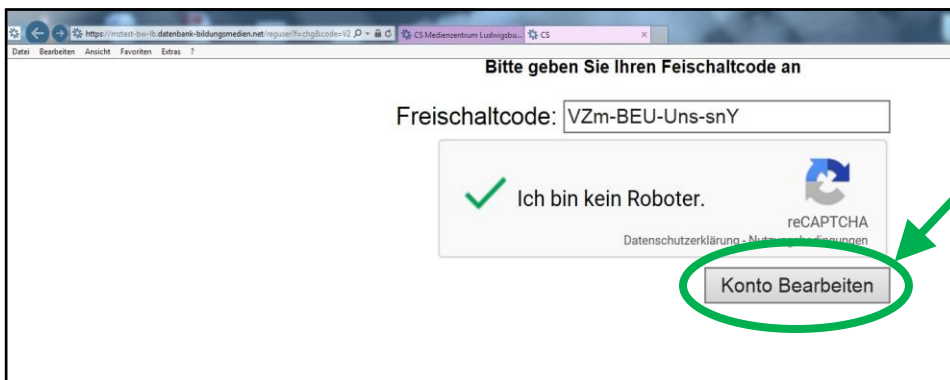 https://mztest-bw-lb.datenbank-bildungsmedien.net/reguser?f=chg&code=VZ
CS Medienzentrum Ludwigsbu...
CS
Datei Bearbeiten Ansicht Favoriten Extras ?
Bitte geben Sie Ihren Feischaltcode an
Freischaltcode: VZm-BEU-Uns-snY
Ich bin kein Roboter.
reCAPTCHA
Datenschutzerklärung - Nutzungsbedingungen
Konto Bearbeiten